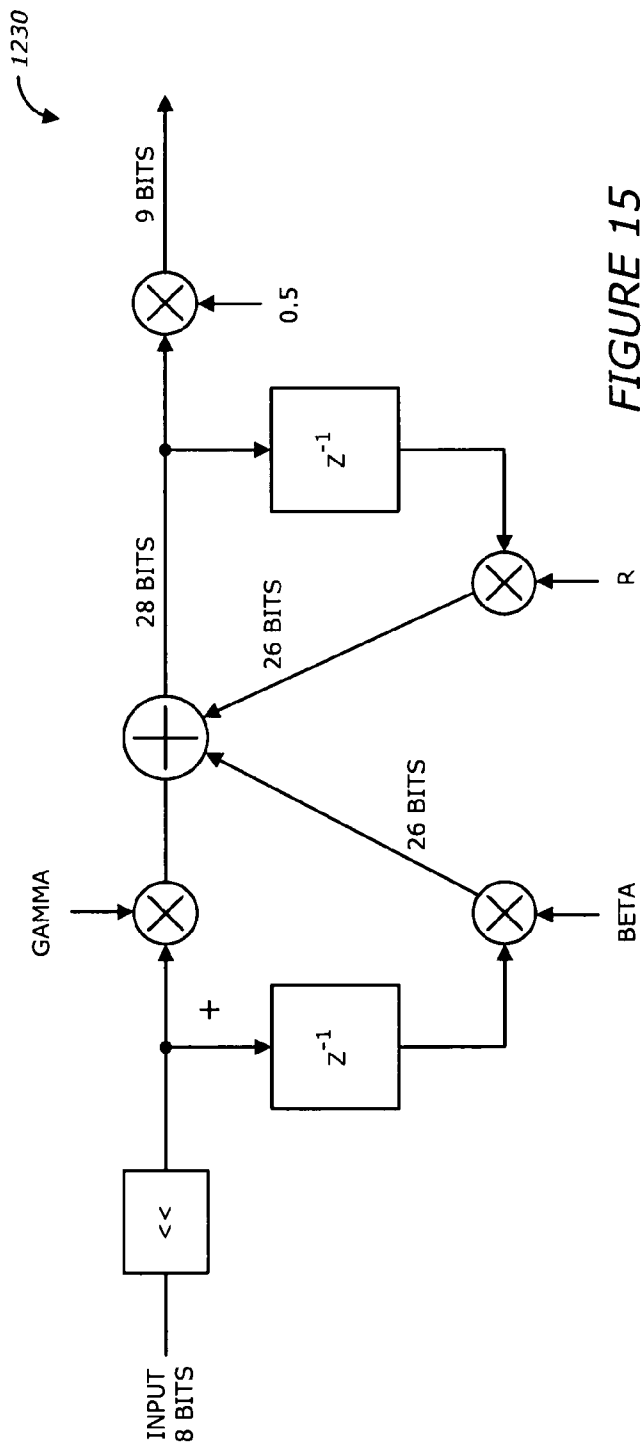 1230
INPUT
8 BITS
<<
+
Z-1
GAMMA
BETA
26 BITS
26 BITS
28 BITS
Z-1
R
0.5
9 BITS
FIGURE 15